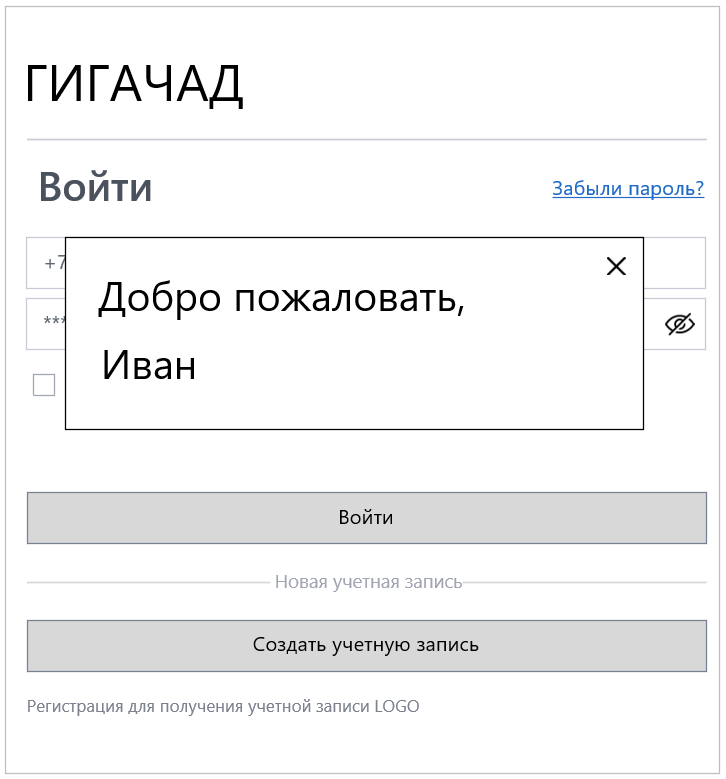 ГИГАЧАД
Войти
Забыли пароль?
+7
Добро пожаловать,
***
Иван
Войти
Новая учетная запись
Создать учетную запись
Регистрация для получения учетной записи LOGO